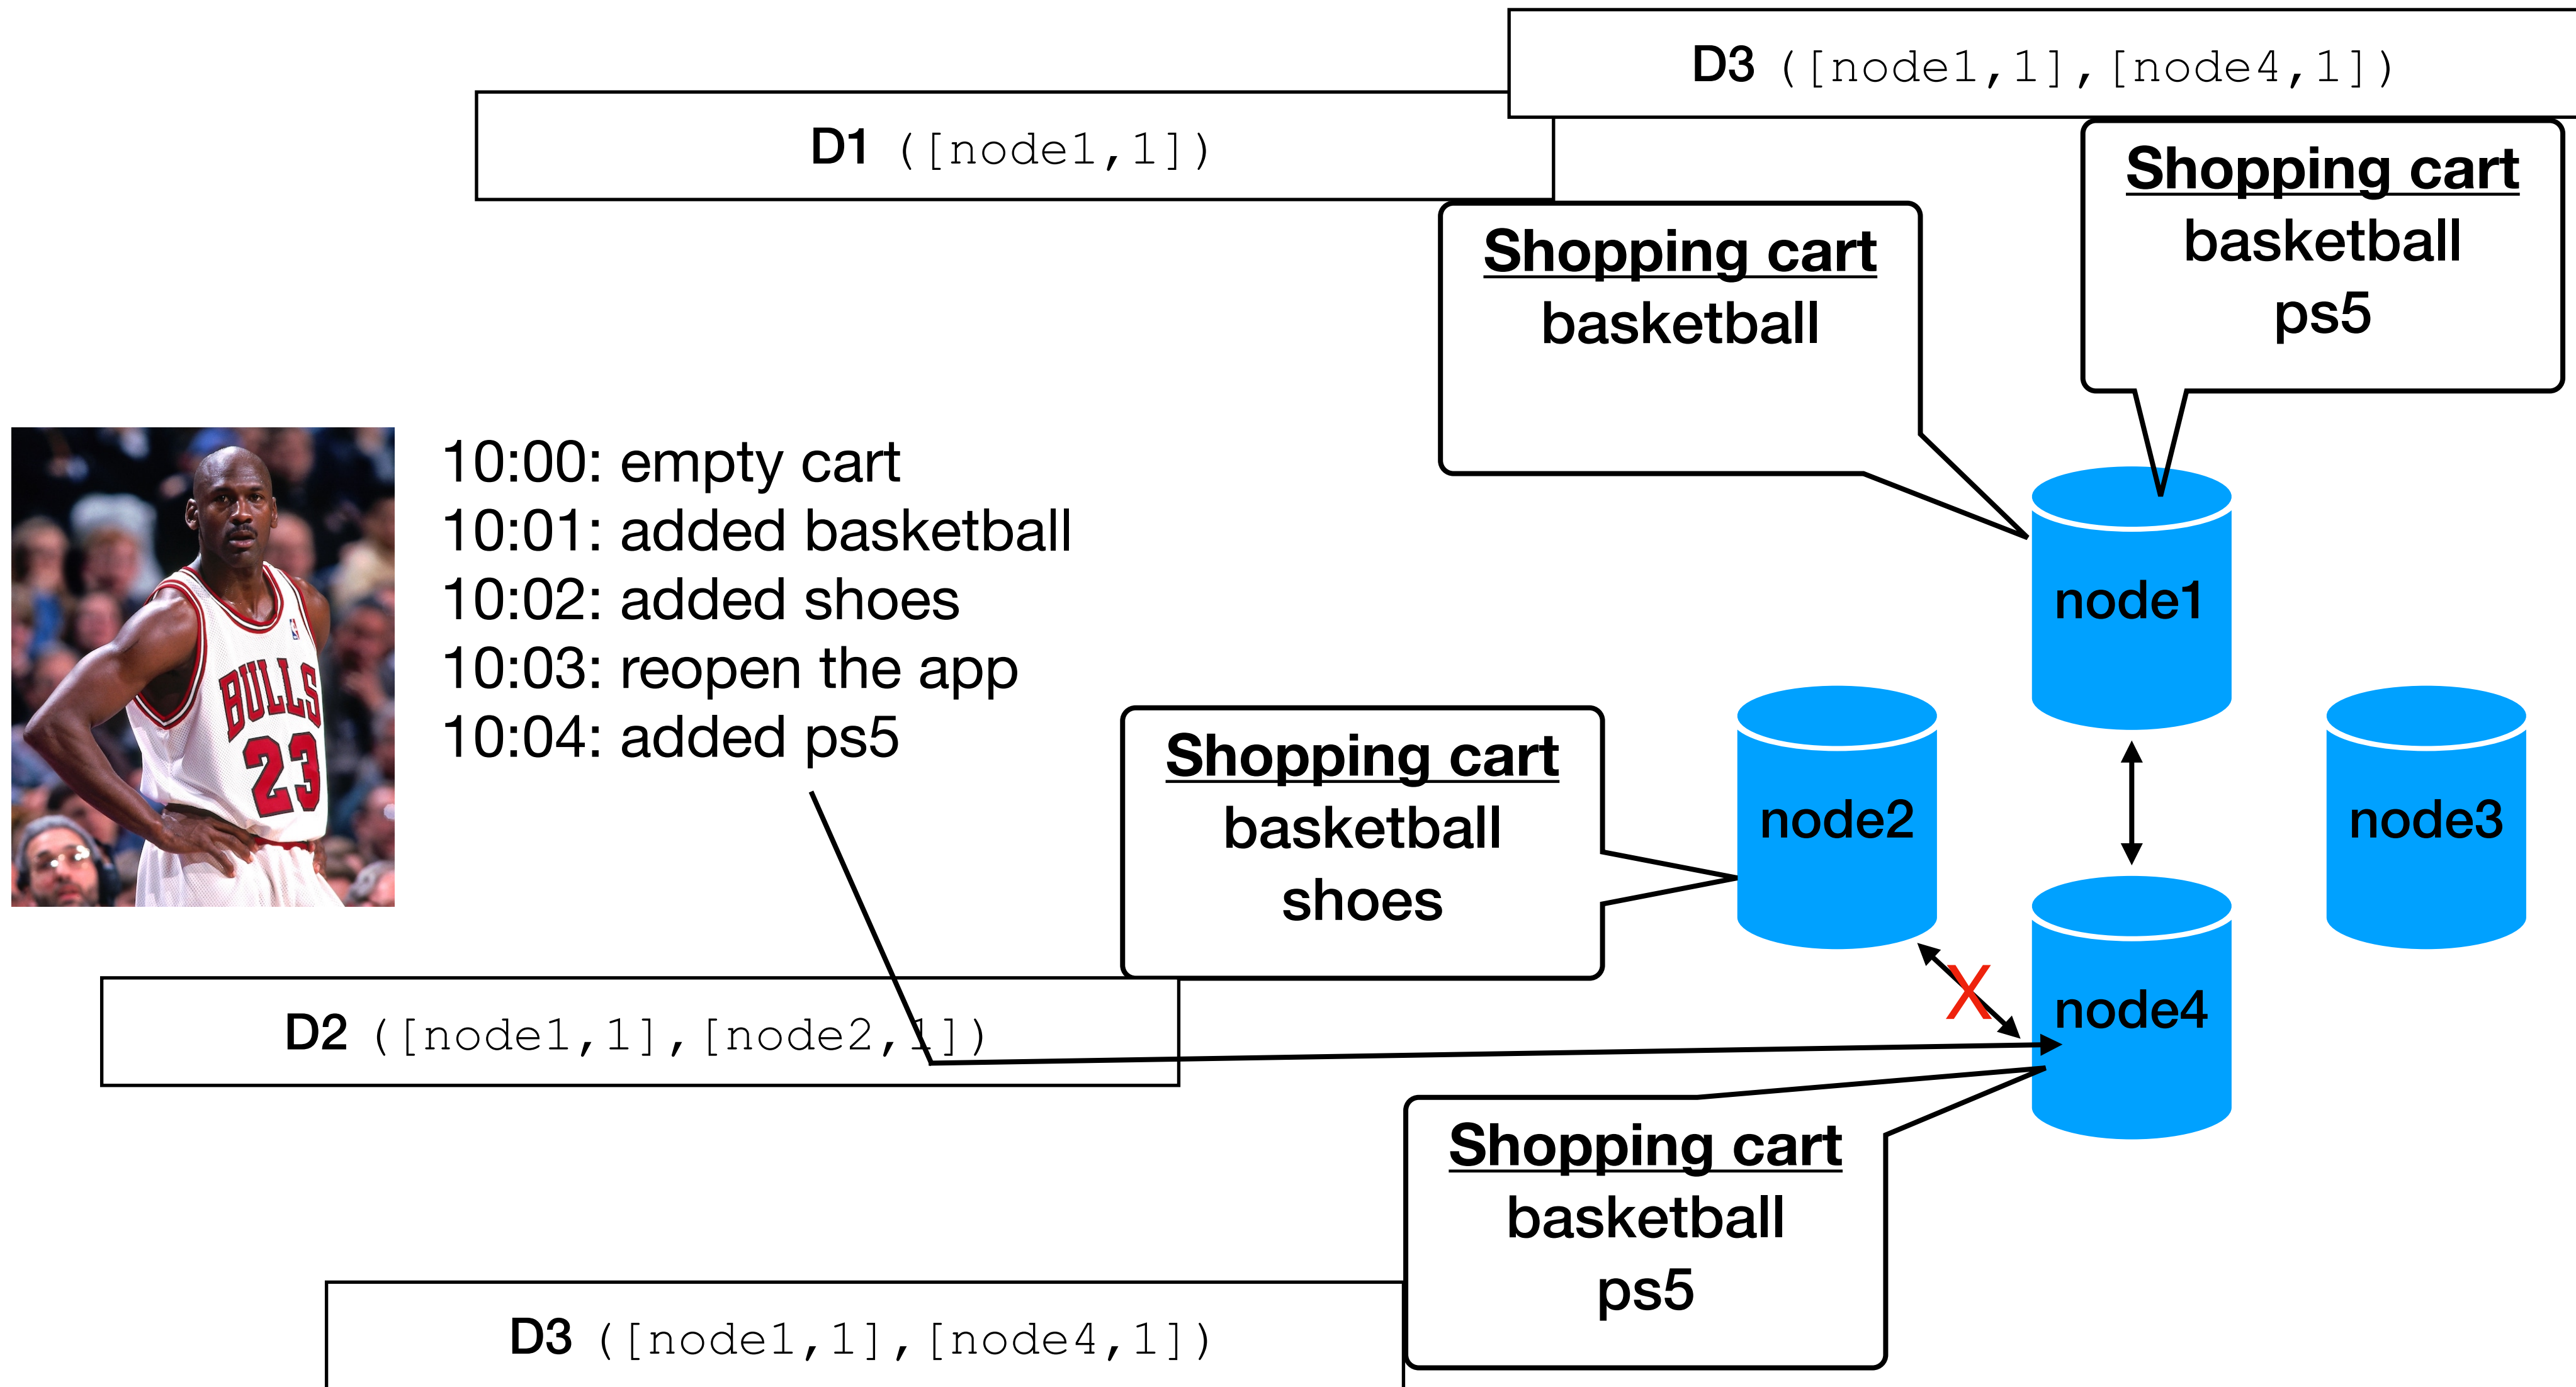 D3 ([node1,1],[node4,1])
D1 ([node1,1])
Shopping cart
basketball
ps5
Shopping cart
basketball
10:00: empty cart
10:01: added basketball
10:02: added shoes
10:03: reopen the app
10:04: added ps5
BULLS
23
node1
Shopping cart
basketball
shoes
node2
node3
D2 ([node1,1],[node2,1])
X
node4
Shopping cart
basketball
ps5
D3 ([node1,1],[node4,1])